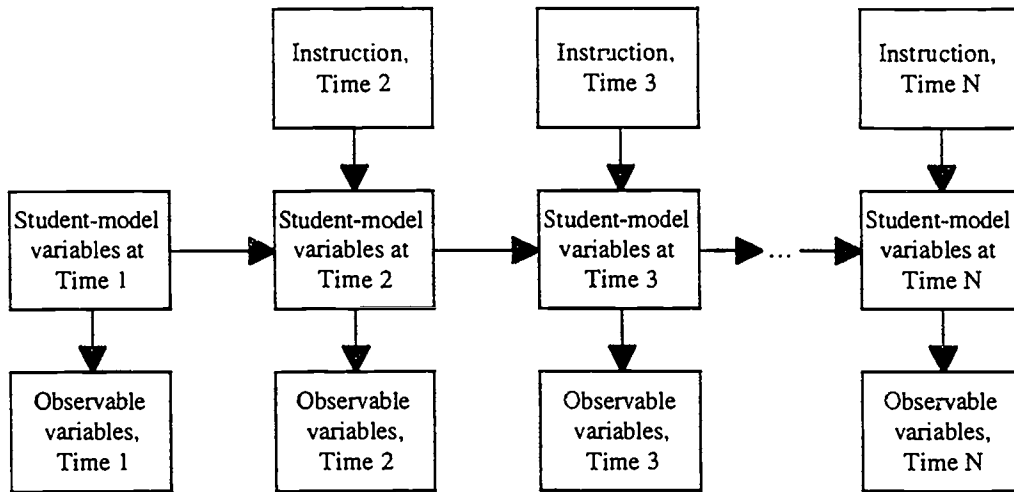 Instruction,
Time 2
Instruction,
Time 3
Instruction,
Time N
Student-model
variables at
Time 1
Student-model
variables at
Time 2
Student-model
variables at
Time 3
...
Student-model
variables at
Time N
Observable
variables,
Time 1
Observable
variables,
Time 2
Observable
variables,
Time 3
Observable
variables,
Time N